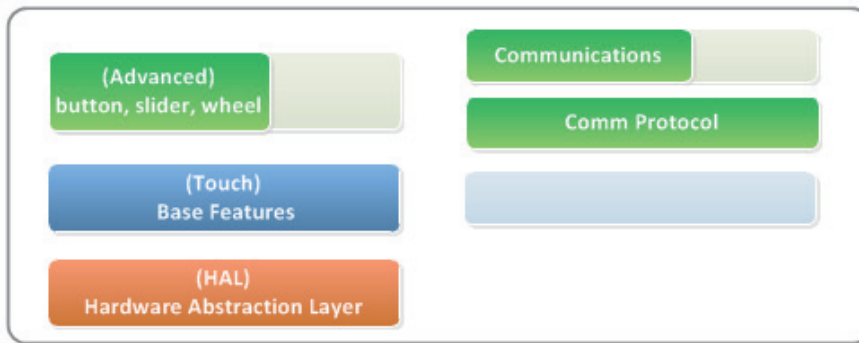 (Advanced)
button, slider, wheel
(Touch)
Base Features
(HAL)
Hardware Abstraction Layer
Communications
Comm Protocol